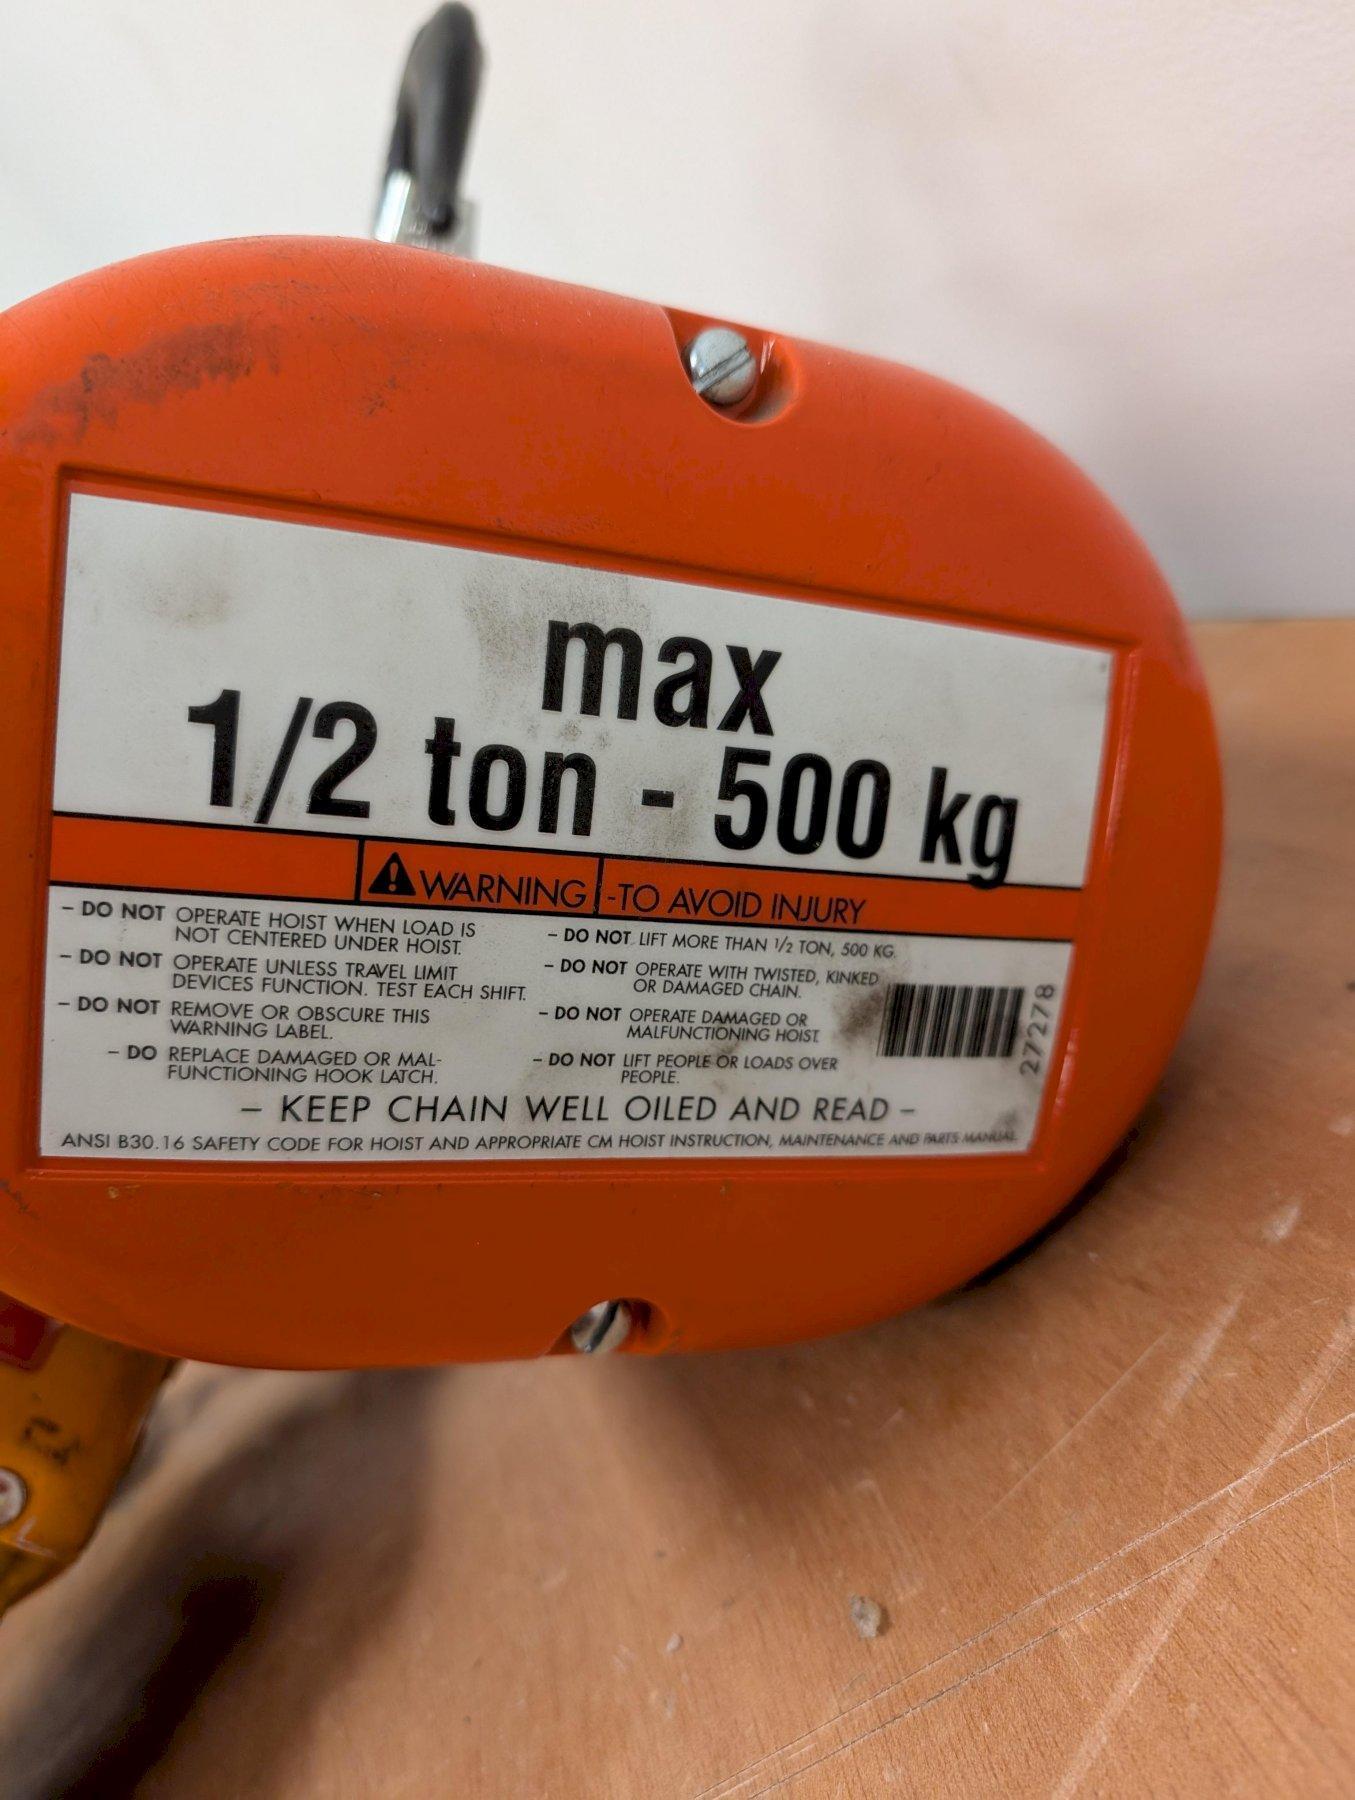 max
1/2 ton - 500 kg
WARNING -TO AVOID INJURY
– DO NOT OPERATE HOIST WHEN LOAD IS
NOT CENTERED UNDER HOIST.
– DO NOT OPERATE UNLESS TRAVEL LIMIT
DEVICES FUNCTION. TEST EACH SHIFT.
– DO NOT REMOVE OR OBSCURE THIS
WARNING LABEL.
– DO REPLACE DAMAGED OR MAL-
FUNCTIONING HOOK LATCH.
– DO NOT LIFT MORE THAN 1/2 TON, 500 KG.
– DO NOT OPERATE WITH TWISTED, KINKED
OR DAMAGED CHAIN.
– DO NOT OPERATE DAMAGED OR
MALFUNCTIONING HOIST.
– DO NOT LIFT PEOPLE OR LOADS OVER
PEOPLE.
27278
– KEEP CHAIN WELL OILED AND READ –
ANSI B30.16 SAFETY CODE FOR HOIST AND APPROPRIATE CM HOIST INSTRUCTION, MAINTENANCE AND PARTS MANUAL.